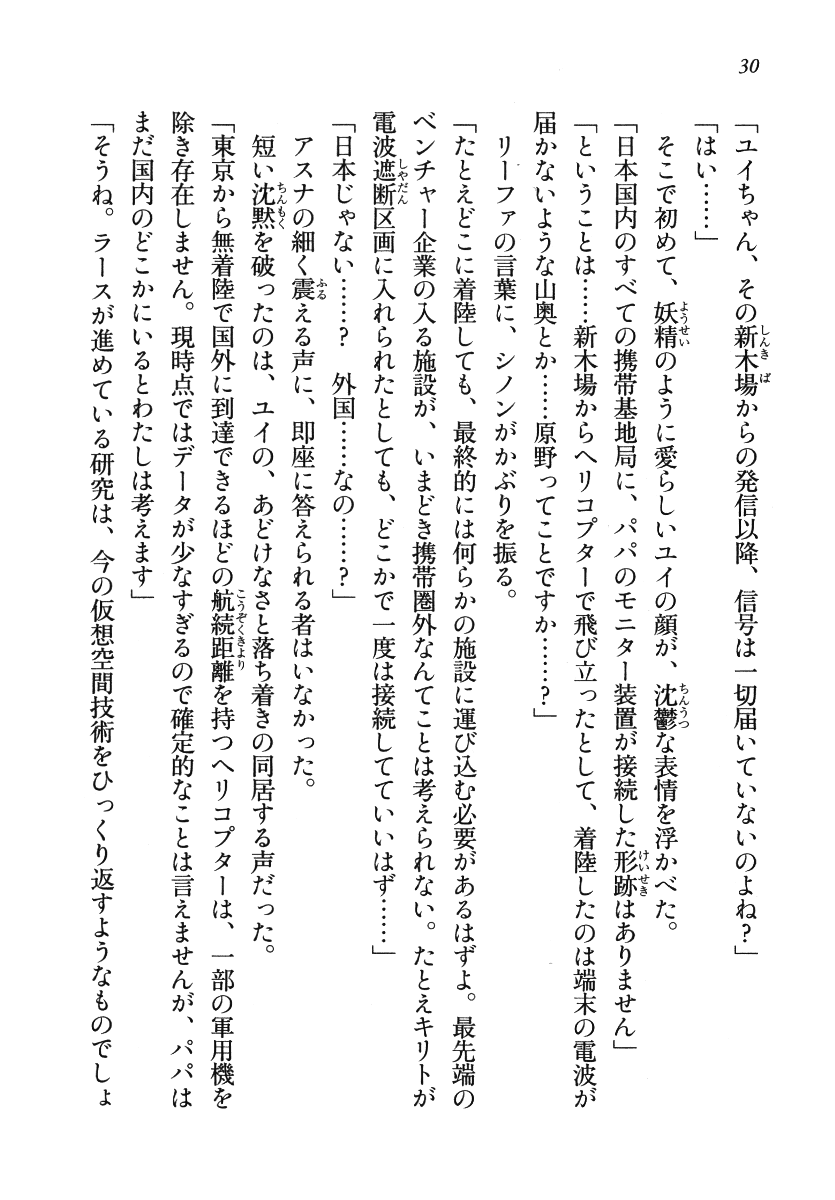 30
「ユイちゃん、その新木場からの発信以降、信号は一切届いていないのよね？」
「はい……」
そこで初めて、妖精のように愛らしいユイの顔が、沈鬱な表情を浮かべた。
「日本国内のすべての携帯基地局に、パパのモニター装置が接続した形跡はありません」
「ということは……新木場からヘリコプターで飛び立ったとして、着陸したのは端末の電波が
届かないような山奥とか……原野ってことですか……？」
リーファの言葉に、シノンがかぶりを振る。
「たとえどこに着陸しても、最終的には何らかの施設に運び込む必要があるはずよ。最先端の
ベンチャー企業の入る施設が、いまどき携帯圏外なんてことは考えられない。たとえキリトが
電波遮断区画に入れられたとしても、どこかで一度は接続してていいはず……」
「日本じゃない……？　外国……なの……？」
アスナの細く震える声に、即座に答えられる者はいなかった。
短い沈黙を破ったのは、ユイの、あどけなさと落ち着きの同居する声だった。
「東京から無着陸で国外に到達できるほどの航続距離を持つヘリコプターは、一部の軍用機を
除き存在しません。現時点ではデータが少なすぎるので確定的なことは言えませんが、パパは
まだ国内のどこかにいるとわたしは考えます」
「そうね。ラースが進めている研究は、今の仮想空間技術をひっくり返すようなものでしょ